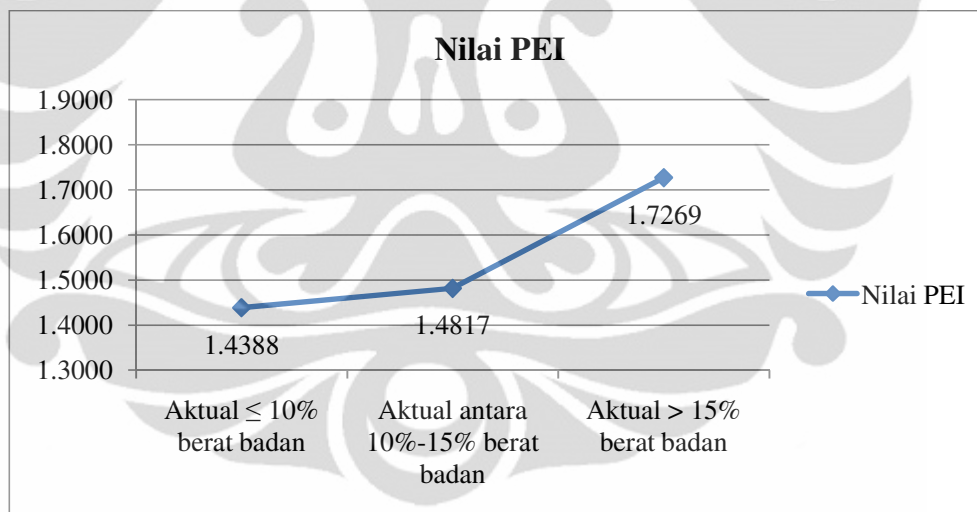 Nilai PEI
1.9000
1.8000
1.7000
1.6000
1.5000
1.4000
1.3000
1.4388
1.4817
1.7269
Nilai PEI
Aktual ≤ 10%
berat badan
Aktual antara
10%-15% berat
badan
Aktual > 15%
berat badan